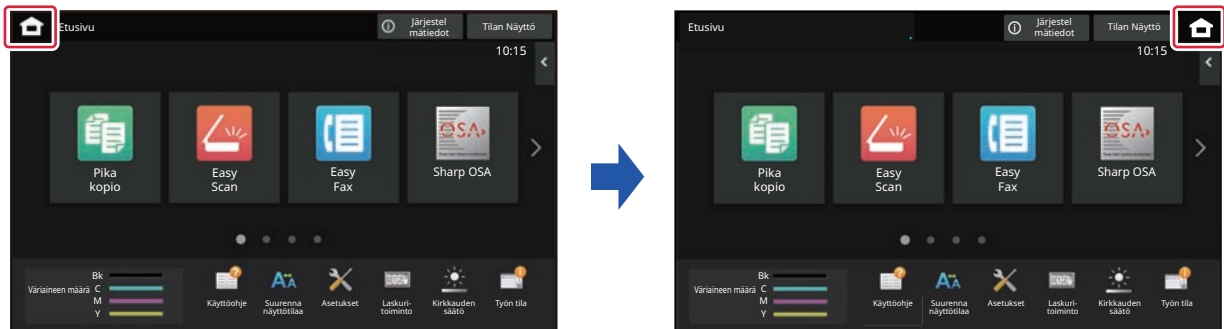 Etusivu
Järjestel
mätiedot
Tilan Näyttö
10:15
Pika
kopio
Easy
Scan
Easy
Fax
OSA
Sharp OSA
Väriaineen määrä
Bk
C
M
Y
Käyttöohje
Suurenna
näyttötilaa
Asetukset
Laskuri-
toiminto
Kirkkauden
säätö
Työn tila
Etusivu
Järjestel
mätiedot
Tilan Näyttö
10:15
Pika
kopio
Easy
Scan
Easy
Fax
OSA
Sharp OSA
Väriaineen määrä
Bk
C
M
Y
Käyttöohje
Suurenna
näyttötilaa
Asetukset
Laskuri-
toiminto
Kirkkauden
säätö
Työn tila